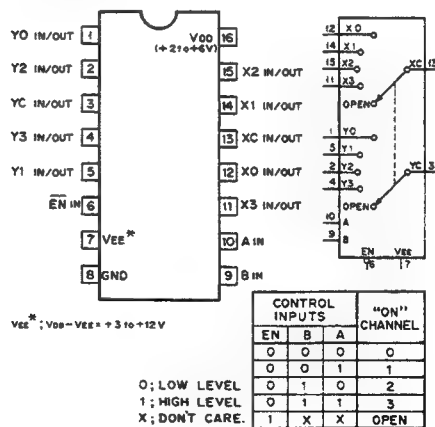 Y0 IN/OUT 1
Y2 IN/OUT 2
YC IN/OUT 3
Y3 IN/OUT 4
Y1 IN/OUT 5
EN IN 6
7 VEE*
8 GND
VDD 16
(+2to+6V)
15 X2 IN/OUT
14 X1 IN/OUT
13 XC IN/OUT
12 X0 IN/OUT
11 X3 IN/OUT
10 A IN
9 B IN
12 X0
14 X1
15 X2
11 X3
OPEN
XC 13
1 Y0
5 Y1
2 Y2
4 Y3
OPEN
YC 3
10 A
9 B
EN VEE
6 7
VEE*; VDD-VEE=+3to+12V
CONTROL INPUTS "ON" CHANNEL
EN B A
0 0 0 0
0 0 1 1
0 1 0 2
0 1 1 3
1 X X OPEN
0; LOW LEVEL
1; HIGH LEVEL
X; DON'T CARE.